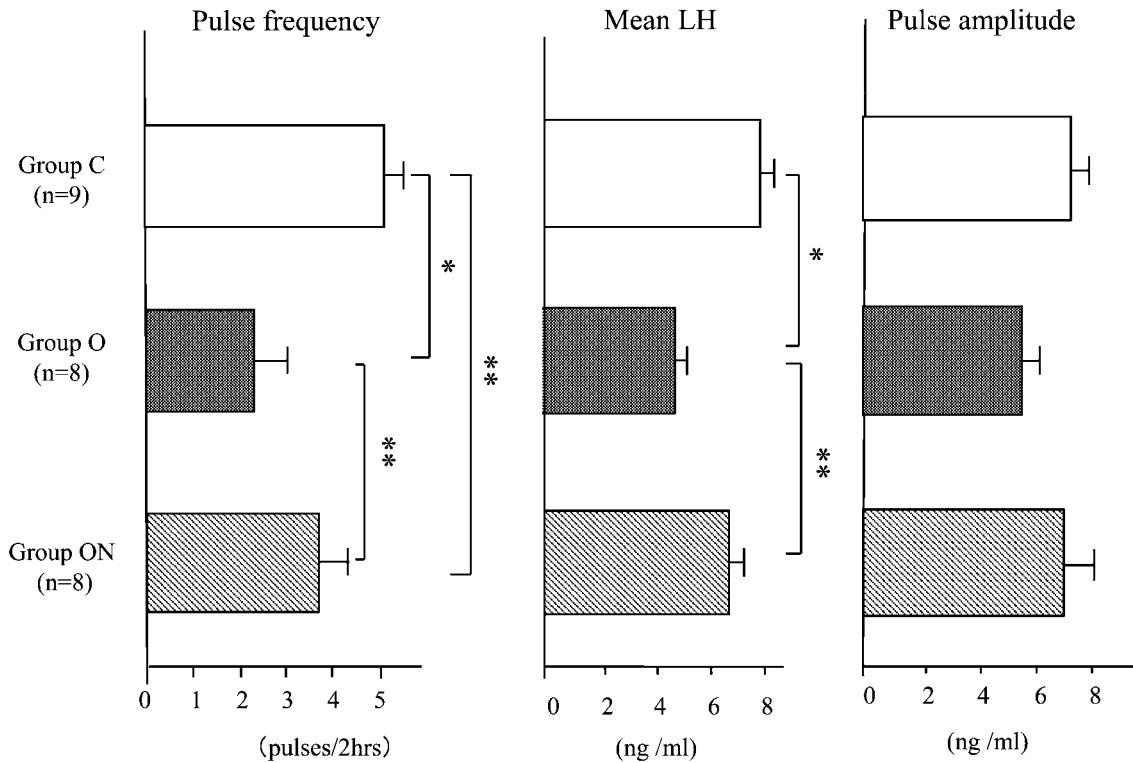 Pulse frequency
Mean LH
Pulse amplitude
Group C
(n=9)
Group O
(n=8)
Group ON
(n=8)
*
**
**
*
**
0 1 2 3 4 5
0 2 4 6 8
0 2 4 6 8
(pulses/2hrs)
(ng /ml)
(ng /ml)